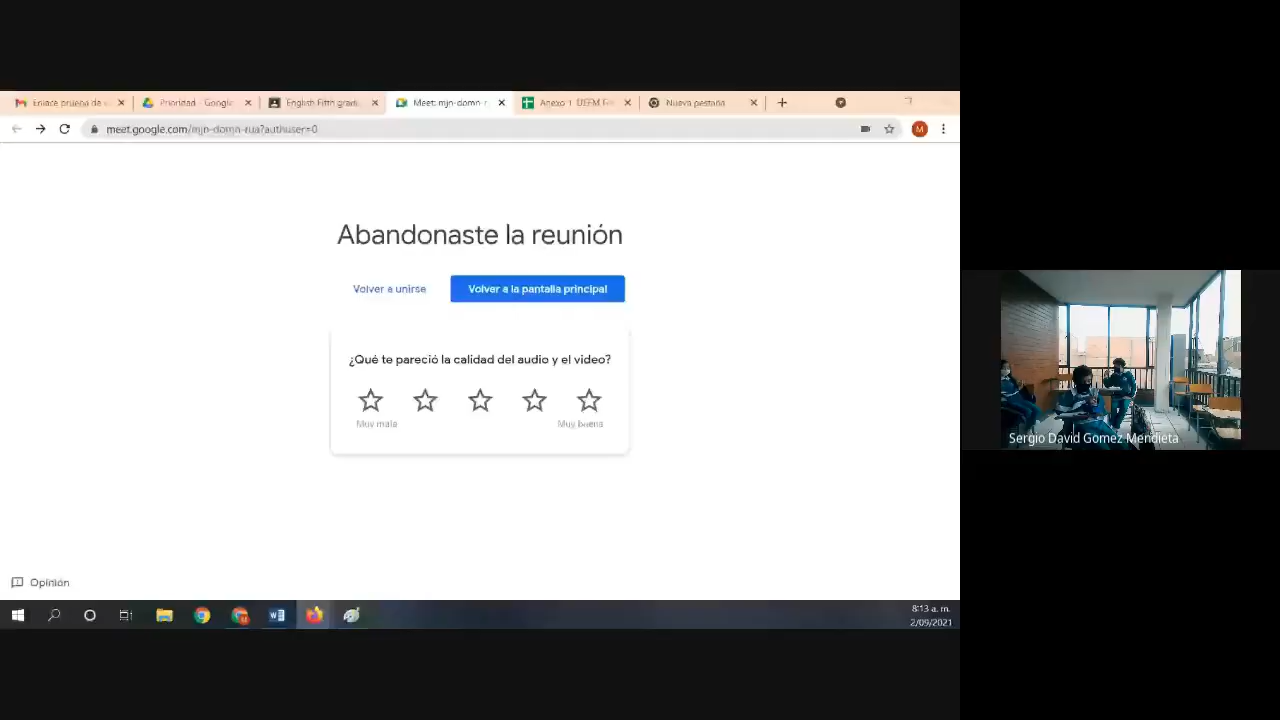 Enlace prueba de v
Prioridad - Google
English Fifth gradu
Meet: mjn-domn-r
Anexo 1
Nueva pestaña
meet.google.com/mjn-domn-rua?authuser=0
M
Abandonaste la reunión
Volver a unirse
Volver a la pantalla principal
¿Qué te pareció la calidad del audio y el video?
Muy mala
Muy buena
Sergio David Gomez Mendieta
Opinión
8:13 a. m.
2/09/2021